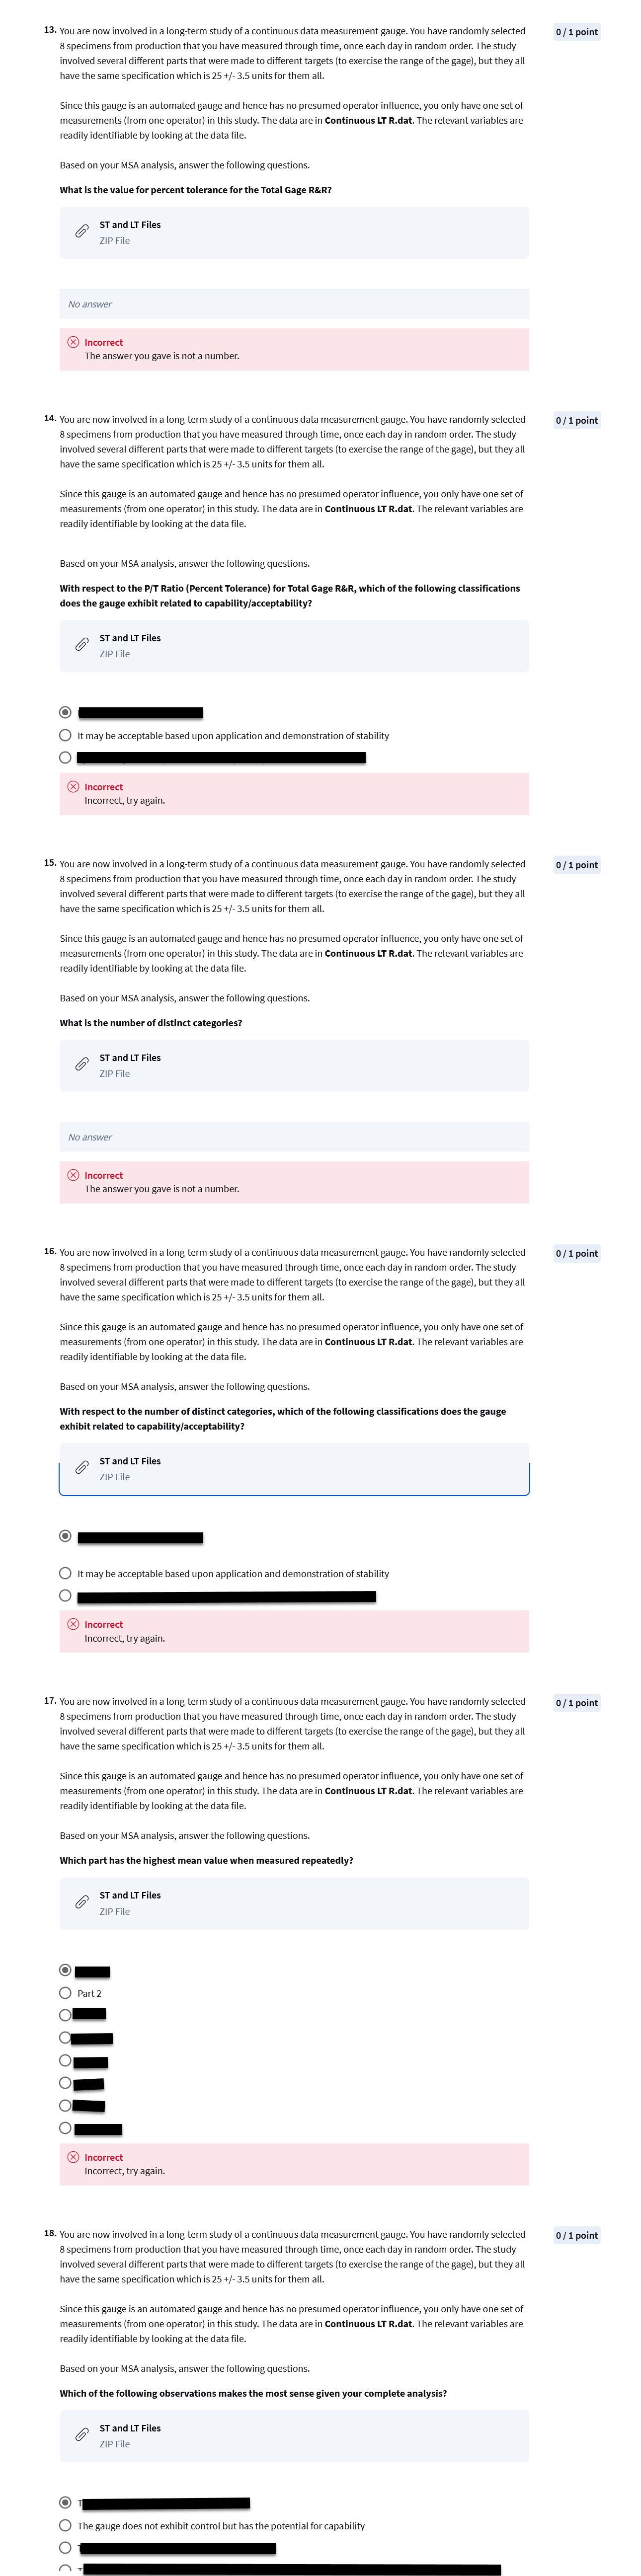 13. You are now involved in a long-term study of a continuous data measurement gauge. You have randomly selected
0 / 1 point
8 specimens from production that you have measured through time, once each day in random order. The study
involved several different parts that were made to different targets (to exercise the range of the gage), but they all
have the same specification which is 25 +/- 3.5 units for them all.
Since this gauge is an automated gauge and hence has no presumed operator influence, you only have one set of
measurements (from one operator) in this study. The data are in Continuous LT R.dat. The relevant variables are
readily identifiable by looking at the data file.
Based on your MSA analysis, answer the following questions.
What is the value for percent tolerance for the Total Gage R&R?
ST and LT Files
ZIP File
No answer
Incorrect
The answer you gave is not a number.
14. You are now involved in a long-term study of a continuous data measurement gauge. You have randomly selected
0 / 1 point
8 specimens from production that you have measured through time, once each day in random order. The study
involved several different parts that were made to different targets (to exercise the range of the gage), but they all
have the same specification which is 25 +/- 3.5 units for them all.
Since this gauge is an automated gauge and hence has no presumed operator influence, you only have one set of
measurements (from one operator) in this study. The data are in Continuous LT R.dat. The relevant variables are
readily identifiable by looking at the data file.
Based on your MSA analysis, answer the following questions.
With respect to the P/T Ratio (Percent Tolerance) for Total Gage R&R, which of the following classifications
does the gauge exhibit related to capability/acceptability?
ST and LT Files
ZIP File
It may be acceptable based upon application and demonstration of stability
Incorrect
Incorrect, try again.
15. You are now involved in a long-term study of a continuous data measurement gauge. You have randomly selected
0 / 1 point
8 specimens from production that you have measured through time, once each day in random order. The study
involved several different parts that were made to different targets (to exercise the range of the gage), but they all
have the same specification which is 25 +/- 3.5 units for them all.
Since this gauge is an automated gauge and hence has no presumed operator influence, you only have one set of
measurements (from one operator) in this study. The data are in Continuous LT R.dat. The relevant variables are
readily identifiable by looking at the data file.
Based on your MSA analysis, answer the following questions.
What is the number of distinct categories?
ST and LT Files
ZIP File
No answer
Incorrect
The answer you gave is not a number.
16. You are now involved in a long-term study of a continuous data measurement gauge. You have randomly selected
0 / 1 point
8 specimens from production that you have measured through time, once each day in random order. The study
involved several different parts that were made to different targets (to exercise the range of the gage), but they all
have the same specification which is 25 +/- 3.5 units for them all.
Since this gauge is an automated gauge and hence has no presumed operator influence, you only have one set of
measurements (from one operator) in this study. The data are in Continuous LT R.dat. The relevant variables are
readily identifiable by looking at the data file.
Based on your MSA analysis, answer the following questions.
With respect to the number of distinct categories, which of the following classifications does the gauge
exhibit related to capability/acceptability?
ST and LT Files
ZIP File
It may be acceptable based upon application and demonstration of stability
Incorrect
Incorrect, try again.
17. You are now involved in a long-term study of a continuous data measurement gauge. You have randomly selected
0 / 1 point
8 specimens from production that you have measured through time, once each day in random order. The study
involved several different parts that were made to different targets (to exercise the range of the gage), but they all
have the same specification which is 25 +/- 3.5 units for them all.
Since this gauge is an automated gauge and hence has no presumed operator influence, you only have one set of
measurements (from one operator) in this study. The data are in Continuous LT R.dat. The relevant variables are
readily identifiable by looking at the data file.
Based on your MSA analysis, answer the following questions.
Which part has the highest mean value when measured repeatedly?
ST and LT Files
ZIP File
Part 2
Incorrect
Incorrect, try again.
18. You are now involved in a long-term study of a continuous data measurement gauge. You have randomly selected
0 / 1 point
8 specimens from production that you have measured through time, once each day in random order. The study
involved several different parts that were made to different targets (to exercise the range of the gage), but they all
have the same specification which is 25 +/- 3.5 units for them all.
Since this gauge is an automated gauge and hence has no presumed operator influence, you only have one set of
measurements (from one operator) in this study. The data are in Continuous LT R.dat. The relevant variables are
readily identifiable by looking at the data file.
Based on your MSA analysis, answer the following questions.
Which of the following observations makes the most sense given your complete analysis?
ST and LT Files
ZIP File
The gauge does not exhibit control but has the potential for capability